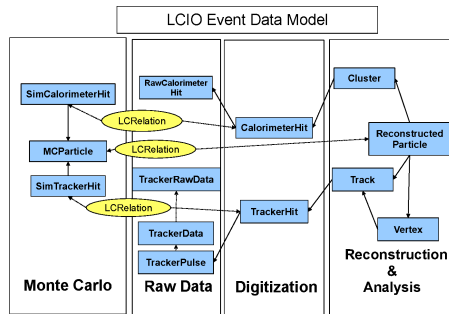 LCIO Event Data Model
SimCalorimeterHit
MCParticle
SimTrackerHit
Monte Carlo
LCRelation
LCRelation
LCRelation
RawCalorimeter
Hit
TrackerRawData
TrackerData
TrackerPulse
Raw Data
CalorimeterHit
TrackerHit
Digitization
Cluster
Reconstructed
Particle
Track
Vertex
Reconstruction
&
Analysis